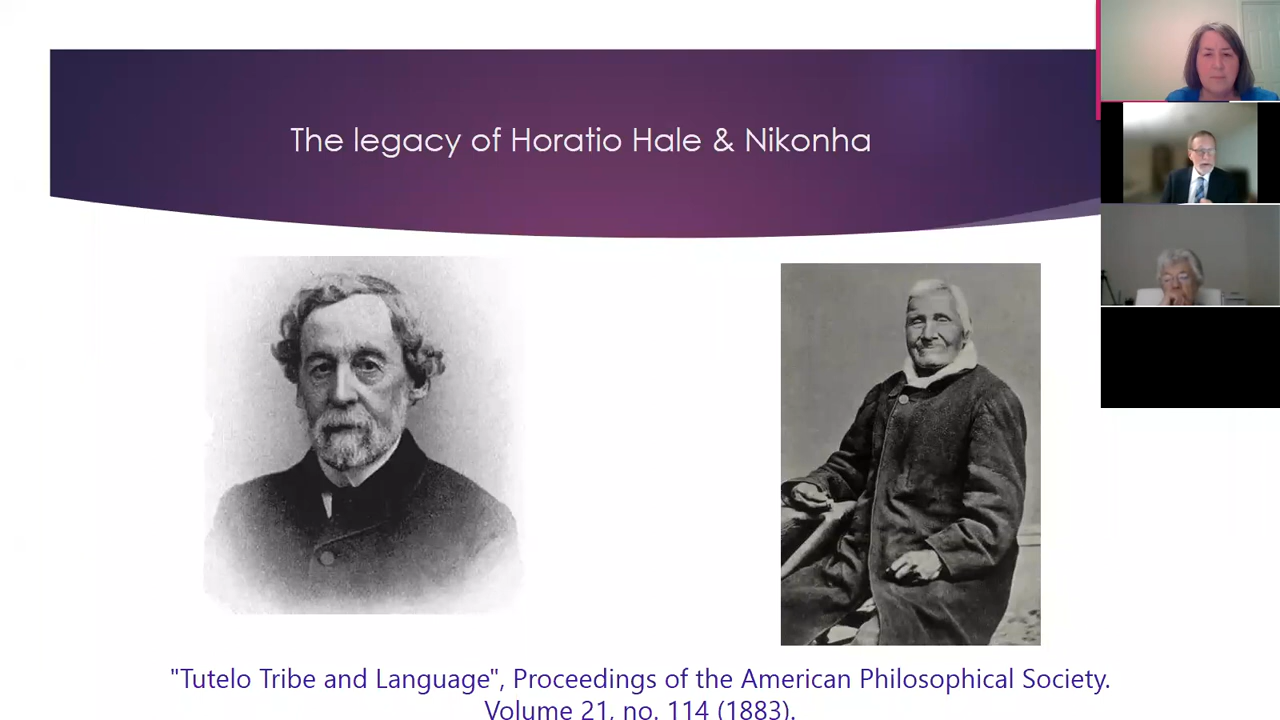 The legacy of Horatio Hale & Nikonha
"Tutelo Tribe and Language", Proceedings of the American Philosophical Society.
Volume 21, no. 114 (1883).